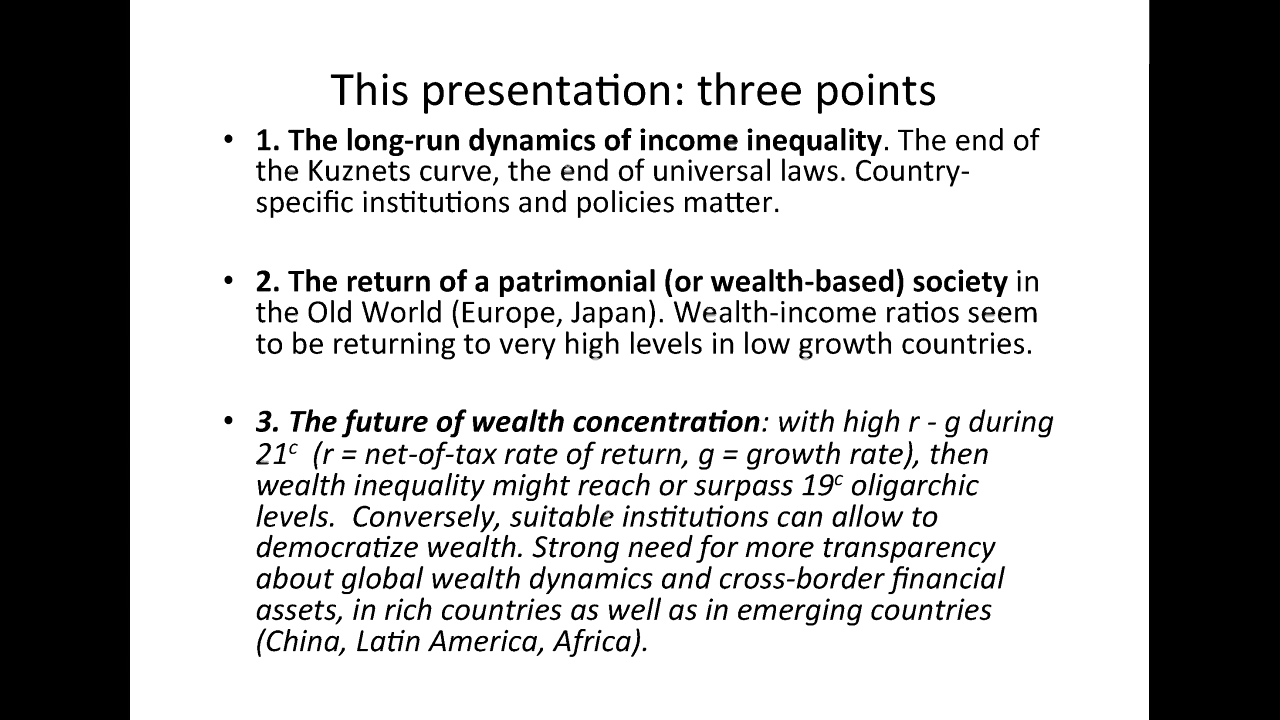 This presentation: three points
• 1. The long-run dynamics of income inequality. The end of
the Kuznets curve, the end of universal laws. Country-
specific institutions and policies matter.
• 2. The return of a patrimonial (or wealth-based) society in
the Old World (Europe, Japan). Wealth-income ratios seem
to be returning to very high levels in low growth countries.
• 3. The future of wealth concentration: with high r - g during
21ᶜ (r = net-of-tax rate of return, g = growth rate), then
wealth inequality might reach or surpass 19ᶜ oligarchic
levels. Conversely, suitable institutions can allow to
democratize wealth. Strong need for more transparency
about global wealth dynamics and cross-border financial
assets, in rich countries as well as in emerging countries
(China, Latin America, Africa).